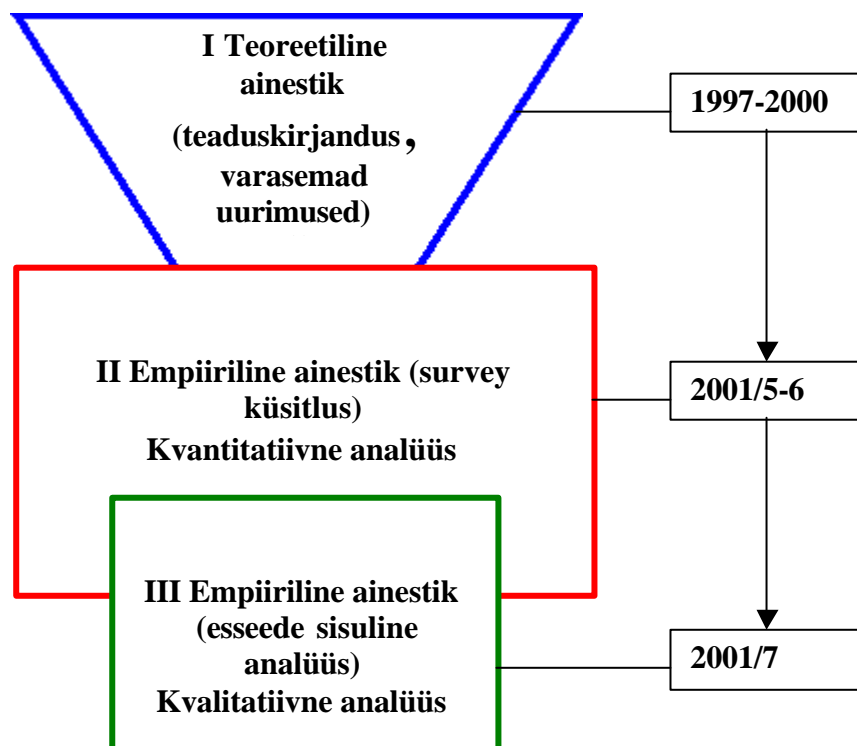 I Teoreetiline
ainestik
(teaduskirjandus,
varasemad
uurimused)
1997-2000
II Empiiriline ainestik (survey
küsitlus)
Kvantitatiivne analüüs
2001/5-6
III Empiiriline ainestik
(esseede sisuline
analüüs)
Kvalitatiivne analüüs
2001/7